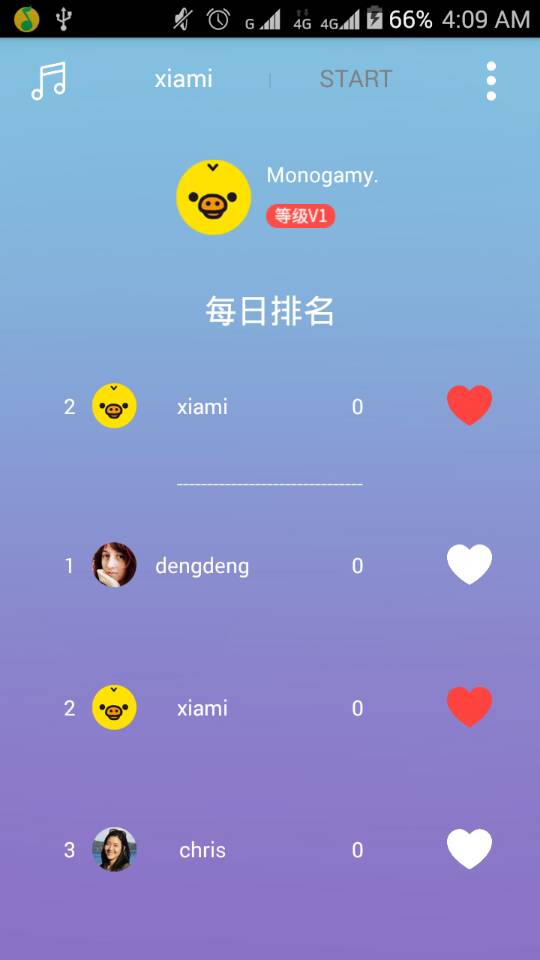 G 4G 4G 66% 4:09 AM
xiami | START
Monogamy.
等级V1
每日排名
2 xiami 0
-------------------------------
1 dengdeng 0
2 xiami 0
3 chris 0